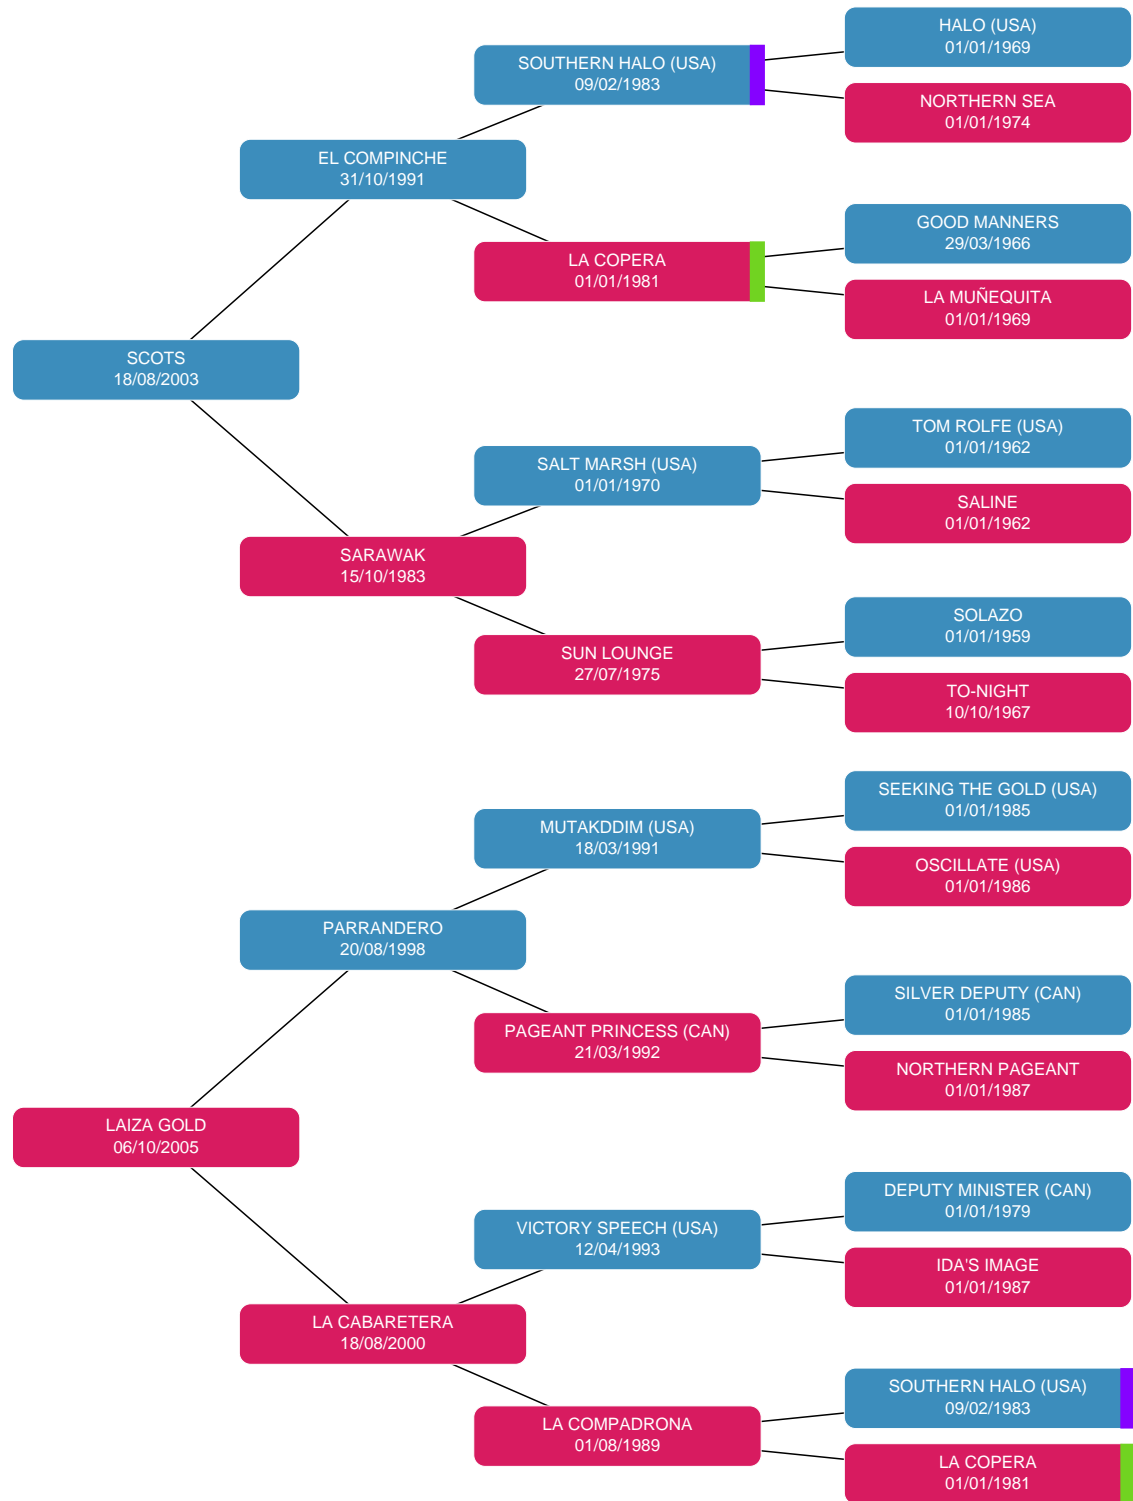 HALO (USA)
01/01/1969
SOUTHERN HALO (USA)
09/02/1983
NORTHERN SEA
01/01/1974
EL COMPINCHE
31/10/1991
GOOD MANNERS
29/03/1966
LA COPERA
01/01/1981
LA MUÑEQUITA
01/01/1969
SCOTS
18/08/2003
TOM ROLFE (USA)
01/01/1962
SALT MARSH (USA)
01/01/1970
SALINE
01/01/1962
SARAWAK
15/10/1983
SOLAZO
01/01/1959
SUN LOUNGE
27/07/1975
TO-NIGHT
10/10/1967
SEEKING THE GOLD (USA)
01/01/1985
MUTAKDDIM (USA)
18/03/1991
OSCILLATE (USA)
01/01/1986
PARRANDERO
20/08/1998
SILVER DEPUTY (CAN)
01/01/1985
PAGEANT PRINCESS (CAN)
21/03/1992
NORTHERN PAGEANT
01/01/1987
LAIZA GOLD
06/10/2005
DEPUTY MINISTER (CAN)
01/01/1979
VICTORY SPEECH (USA)
12/04/1993
IDA'S IMAGE
01/01/1987
LA CABARETERA
18/08/2000
SOUTHERN HALO (USA)
09/02/1983
LA COMPADRONA
01/08/1989
LA COPERA
01/01/1981